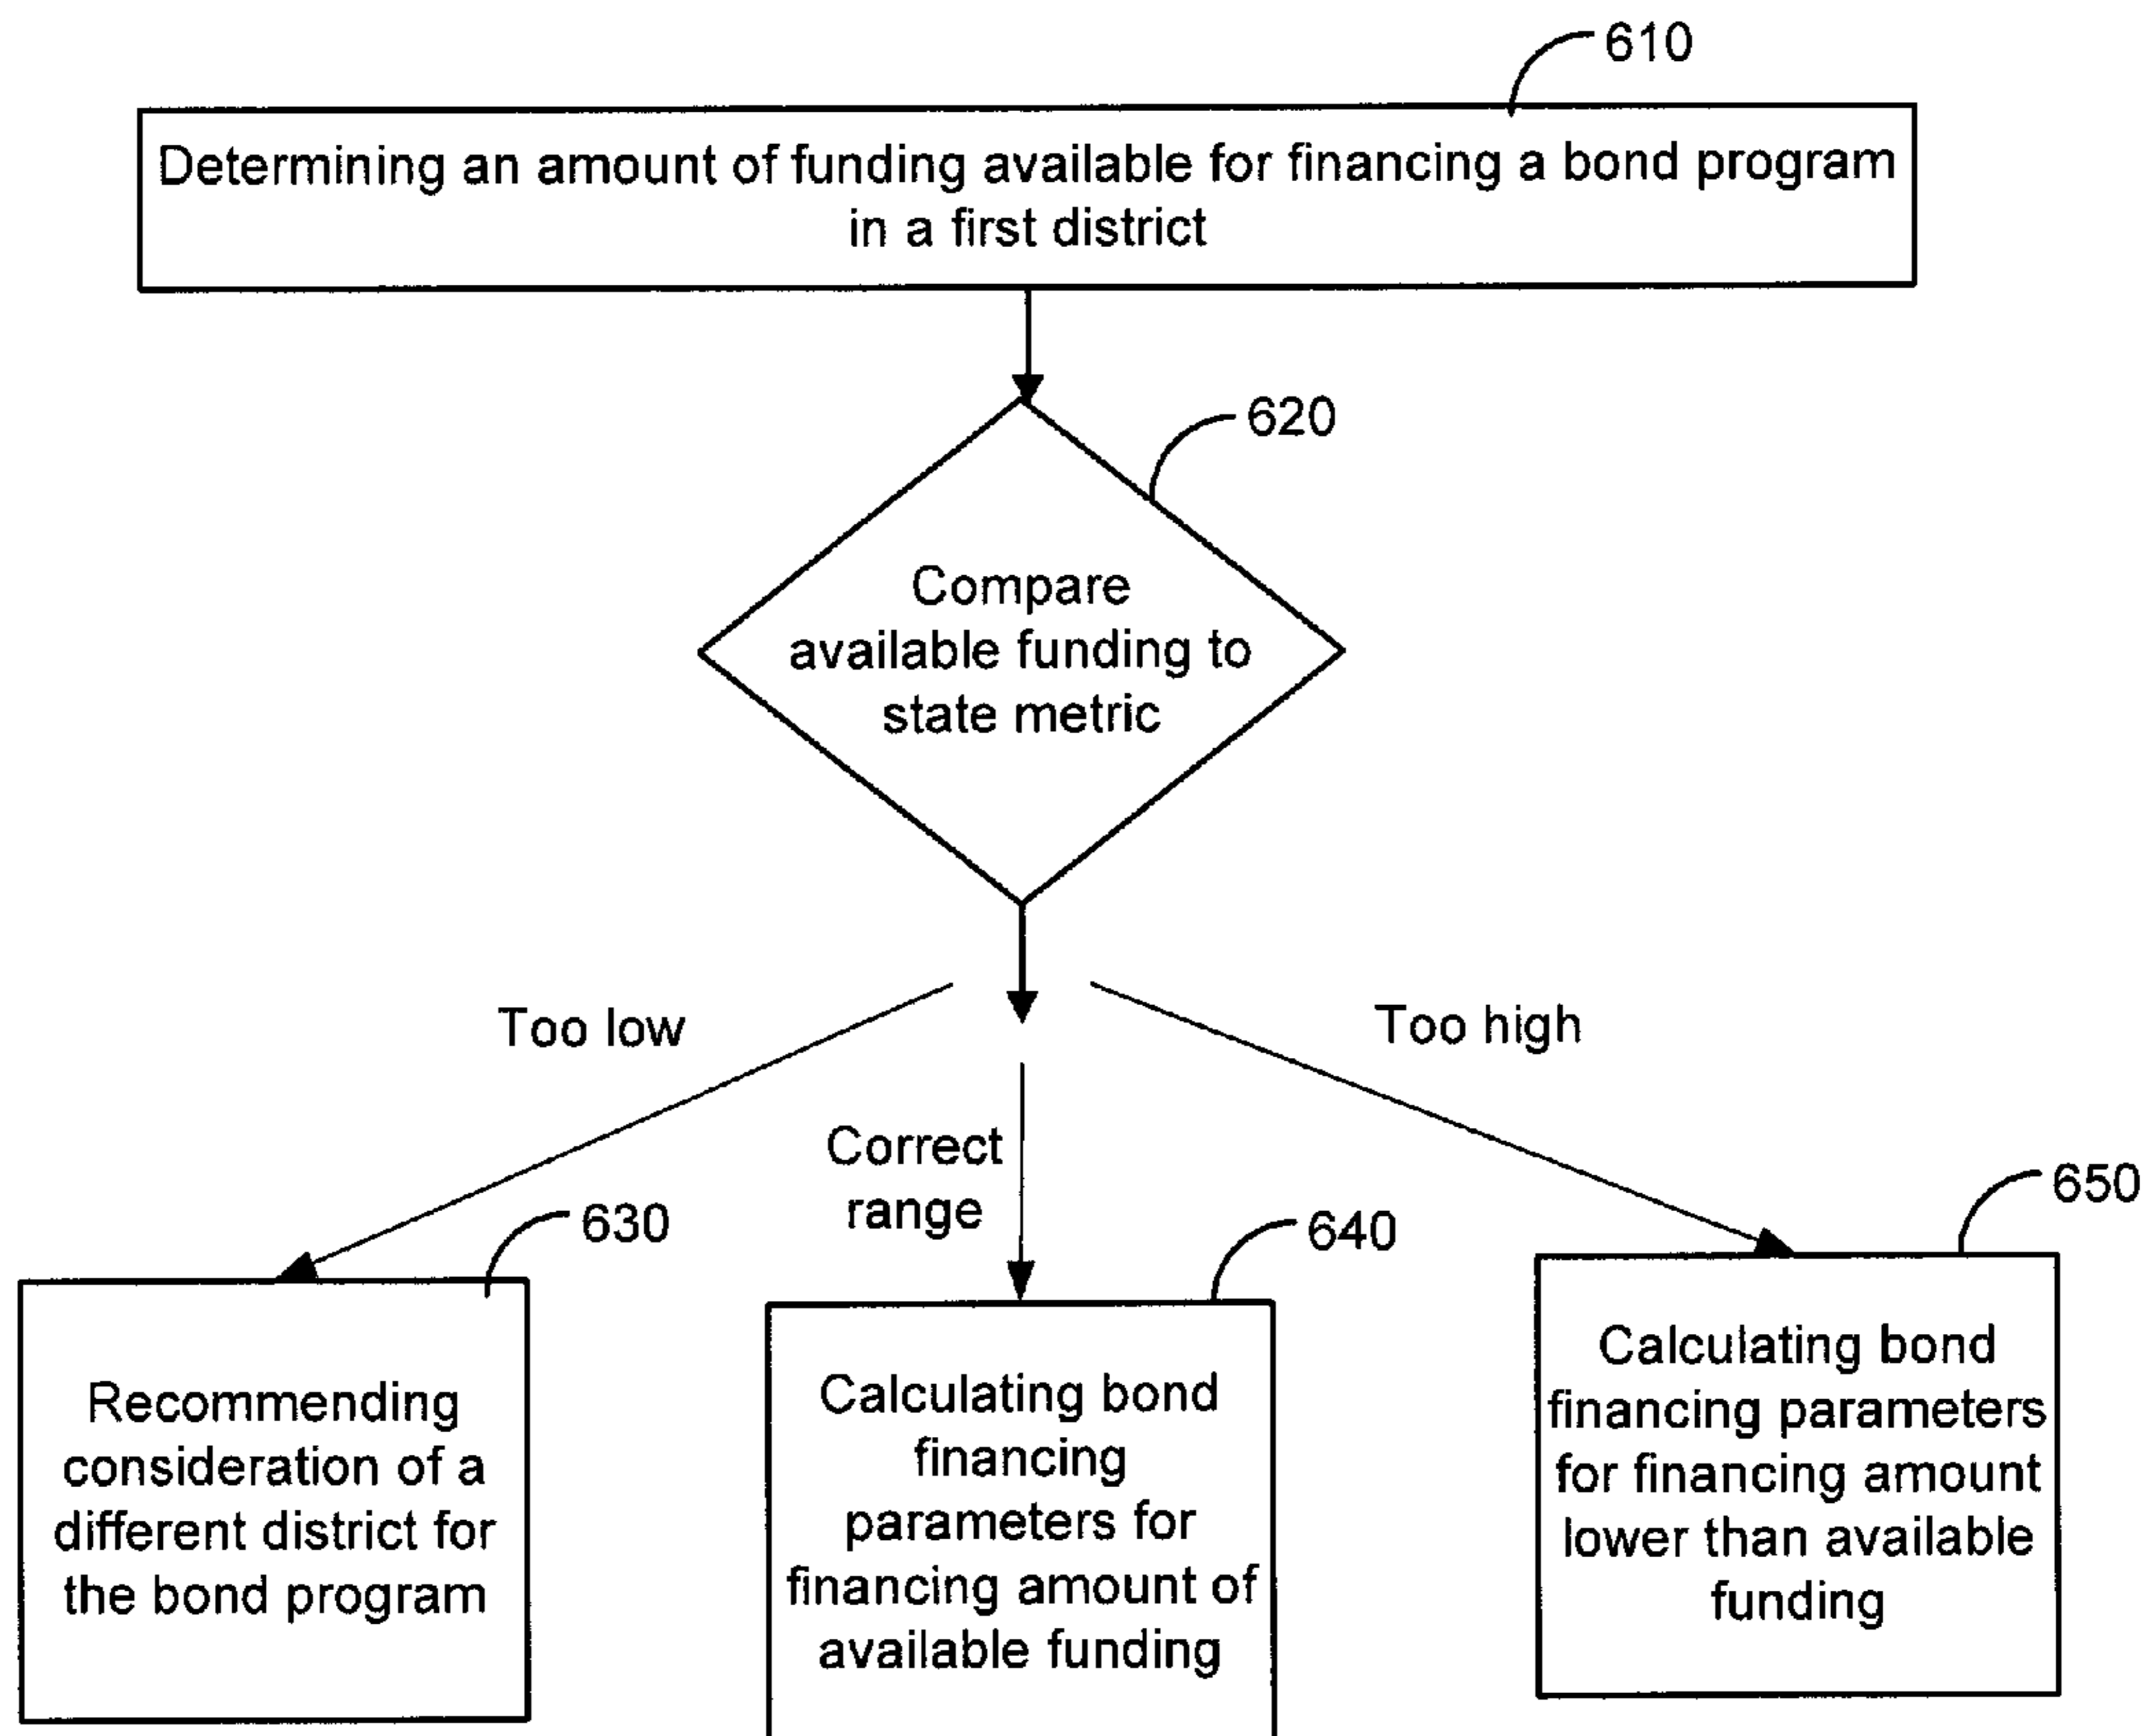 610
Determining an amount of funding available for financing a bond program
in a first district
620
Compare
available funding to
state metric
Too low
Too high
Correct
range
630
640
650
Recommending
consideration of a
different district for
the bond program
Calculating bond
financing
parameters for
financing amount of
available funding
Calculating bond
financing parameters
for financing amount
lower than available
funding